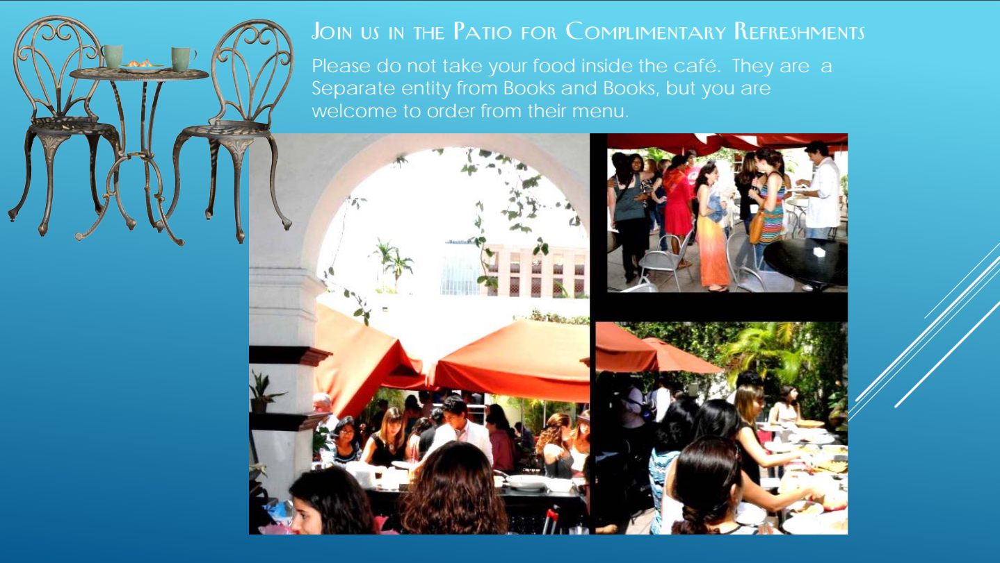 Join us in the Patio for Complimentary Refreshments
Please do not take your food inside the café.  They are  a
Separate entity from Books and Books, but you are
welcome to order from their menu.